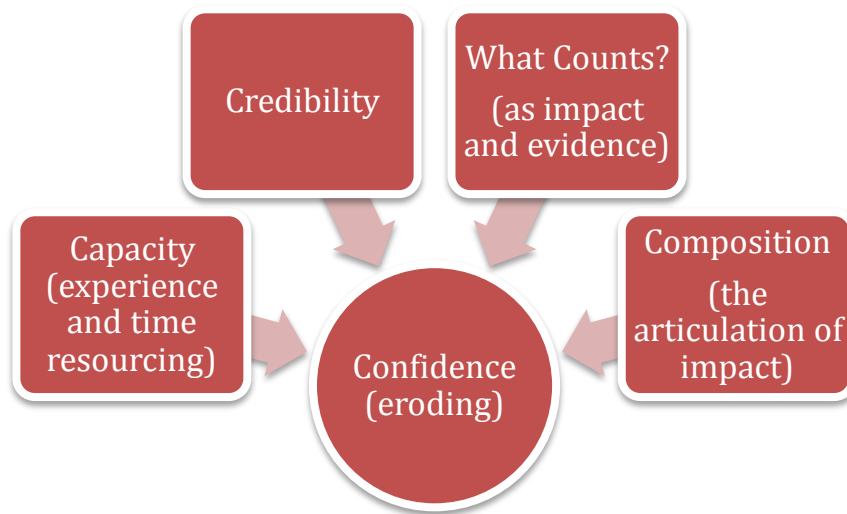 Credibility
What Counts?
(as impact
and evidence)
Capacity
(experience
and time
resourcing)
Composition
(the
articulation of
impact)
Confidence
(eroding)